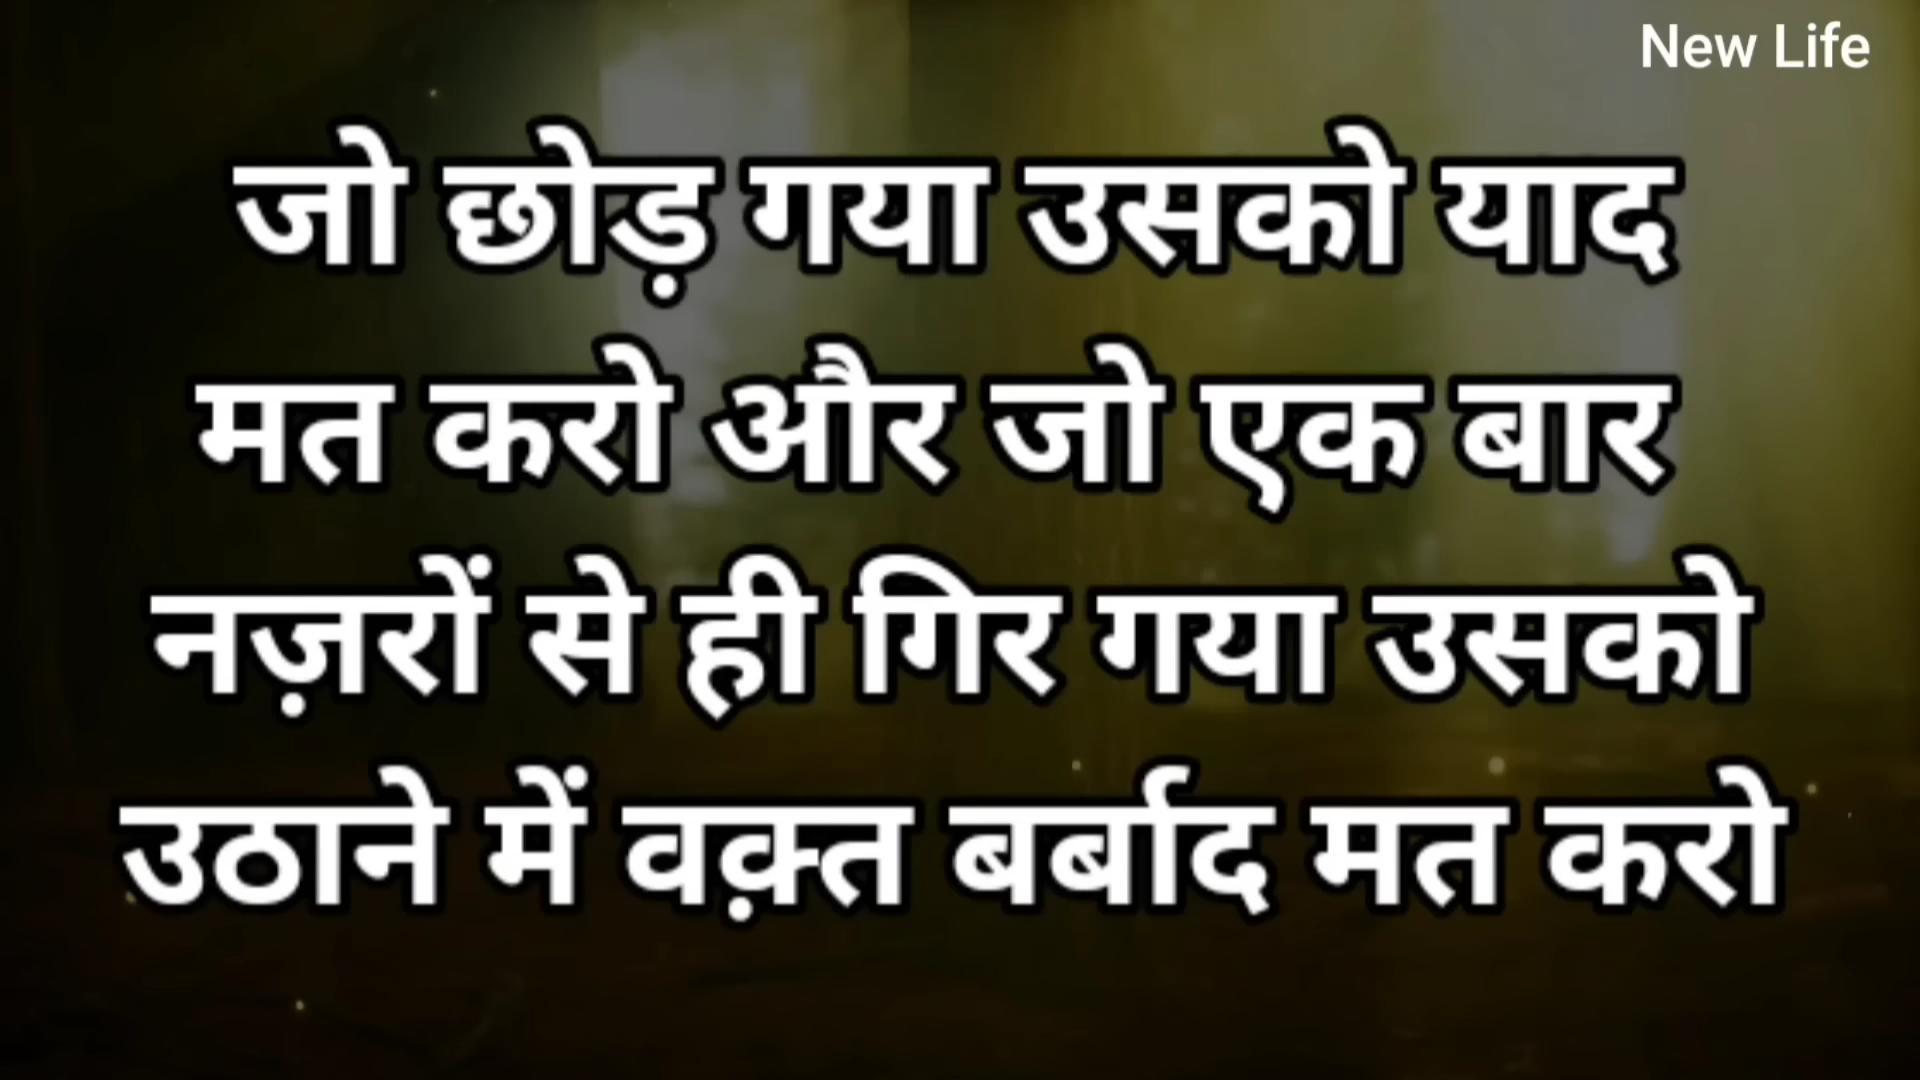 New Life
जो छोड़ गया उसको याद
मत करो और जो एक बार
नज़रों से ही गिर गया उसको
उठाने में वक़्त बर्बाद मत करो